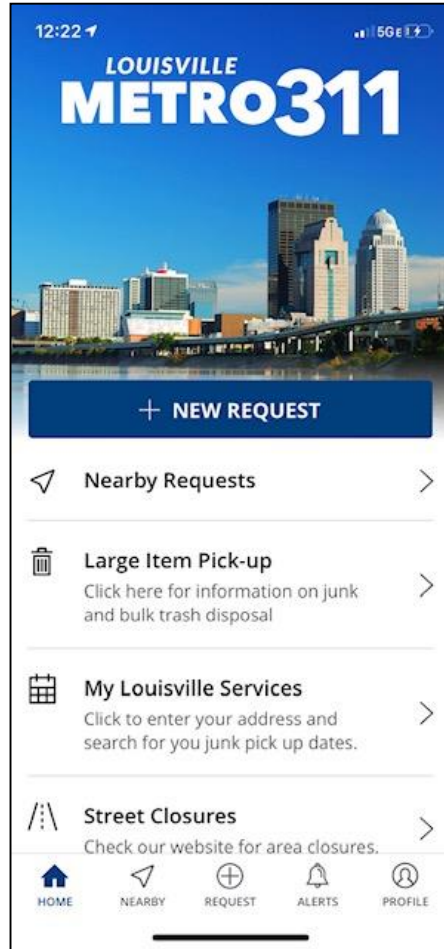 12:22
5GE
LOUISVILLE
METRO311
+ NEW REQUEST
Nearby Requests
Large Item Pick-up
Click here for information on junk
and bulk trash disposal
My Louisville Services
Click to enter your address and
search for you junk pick up dates.
Street Closures
Check our website for area closures.
HOME
NEARBY
REQUEST
ALERTS
PROFILE